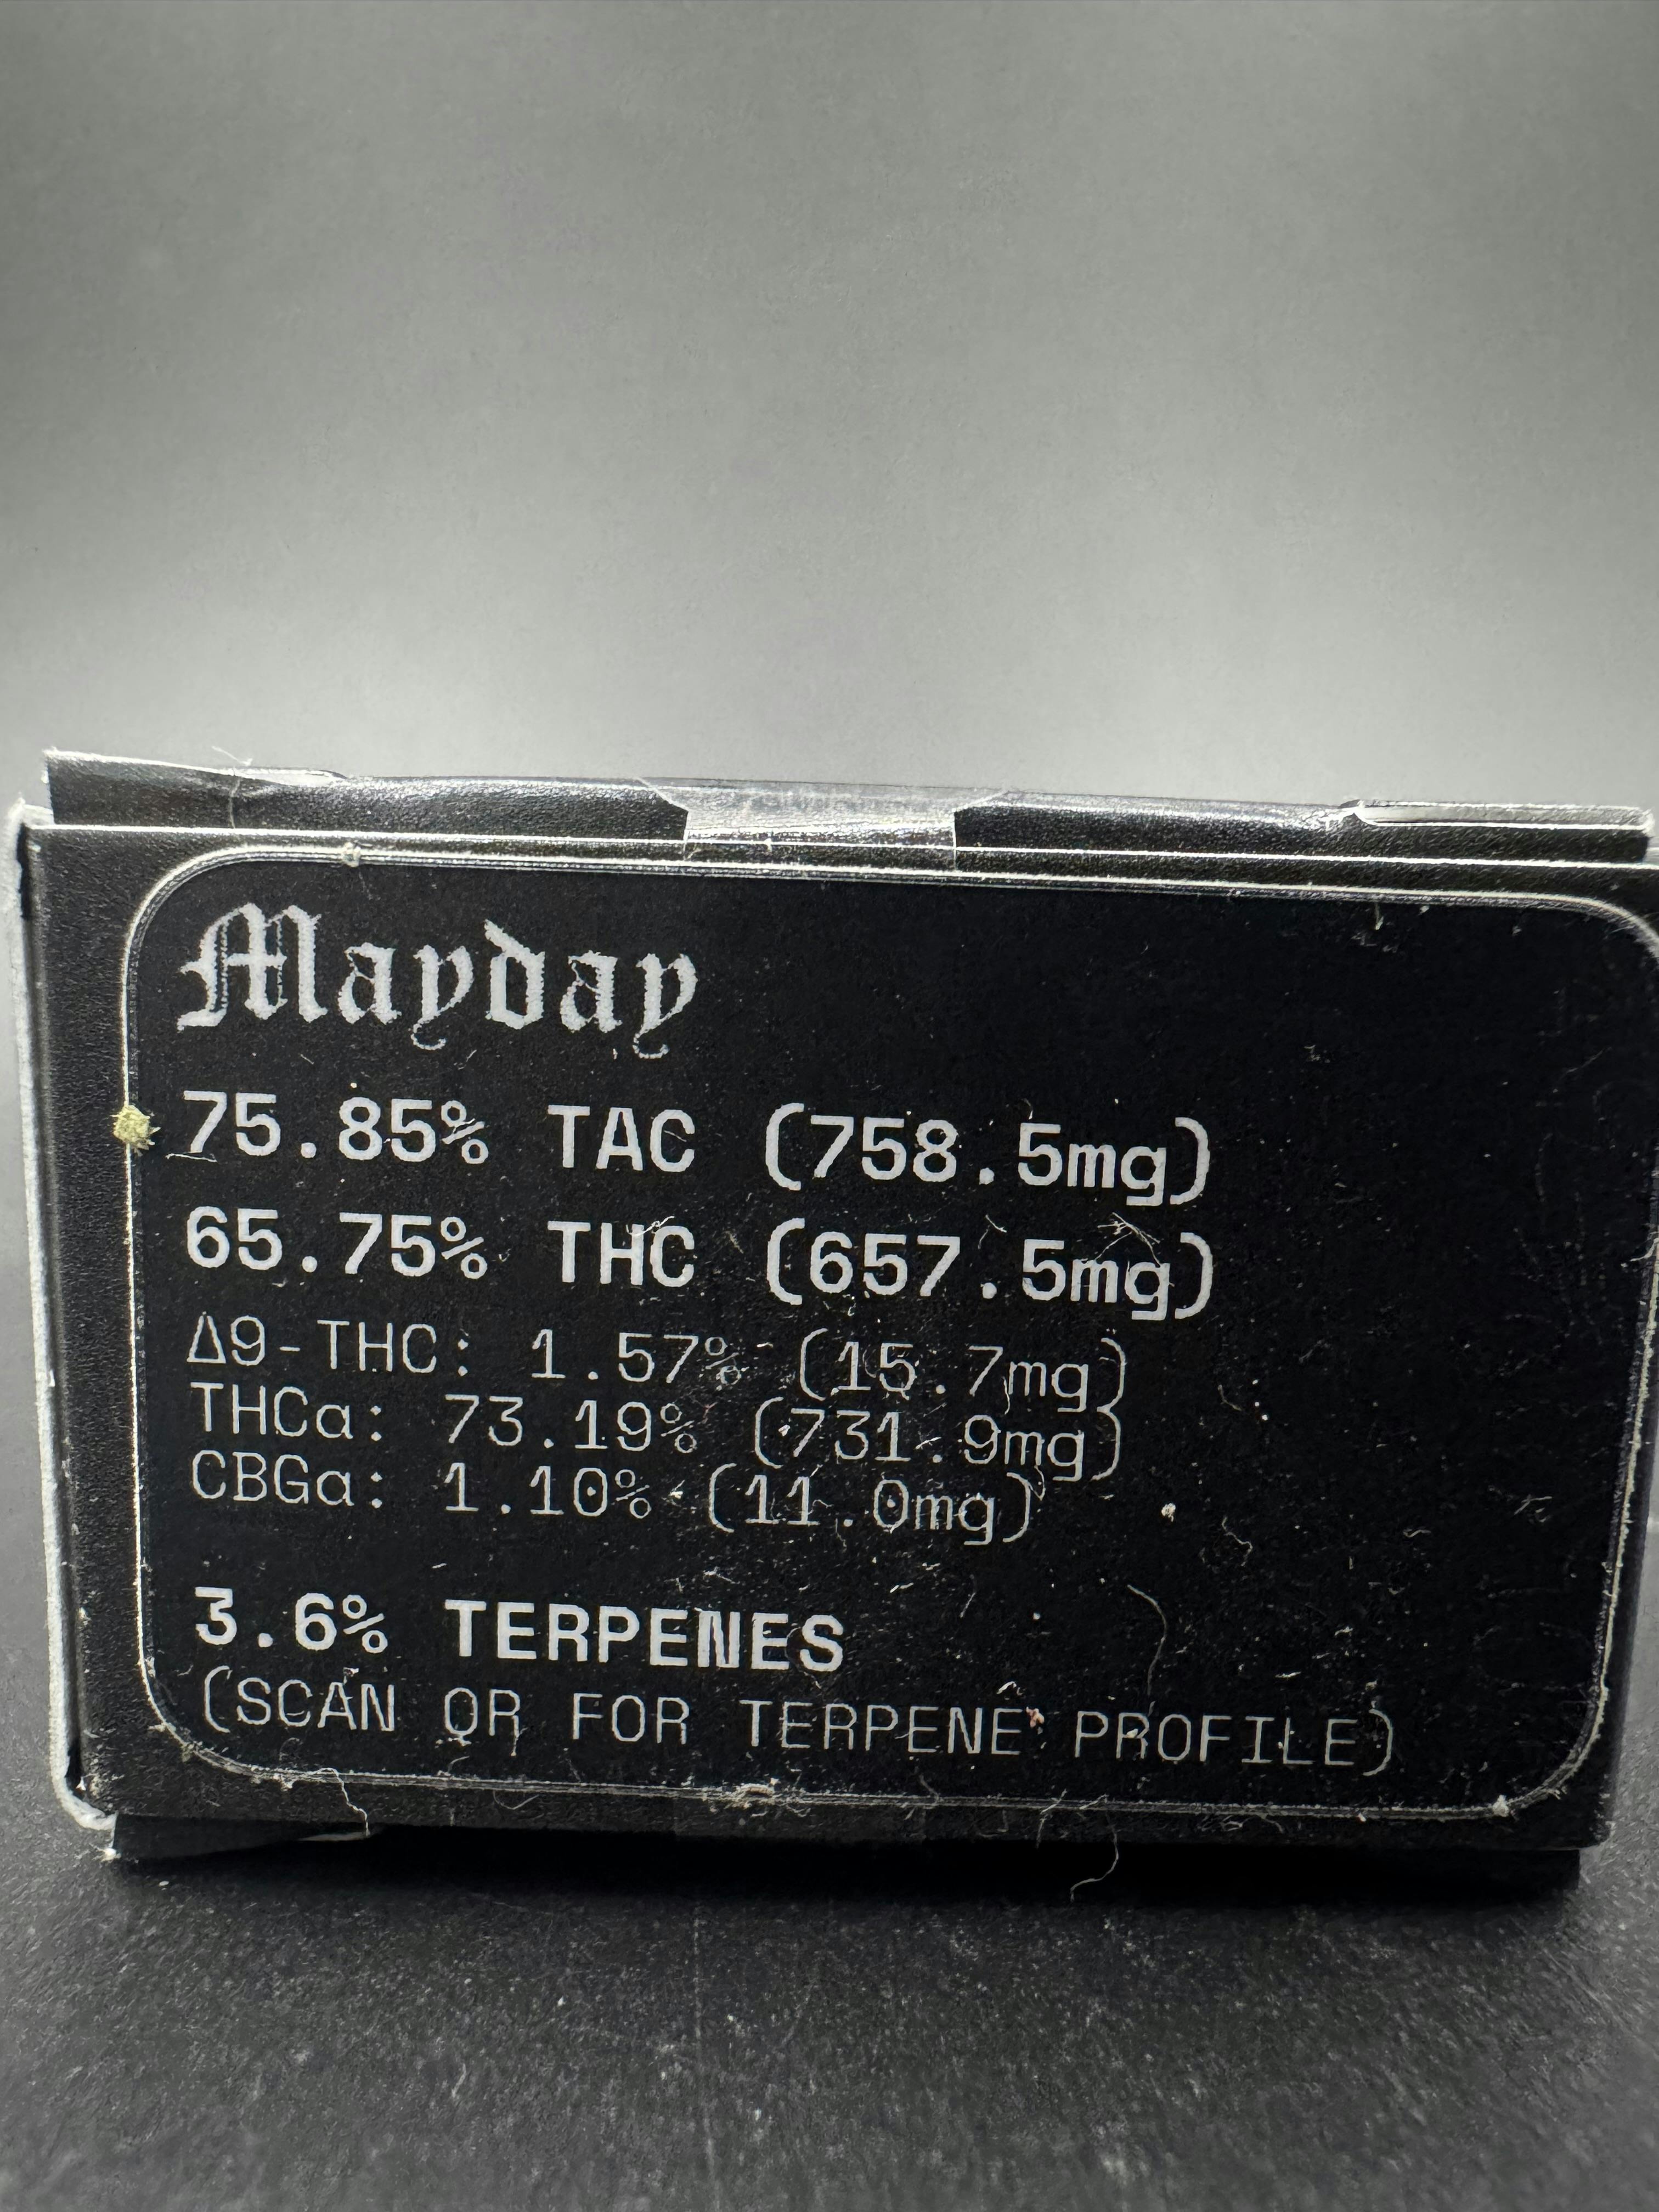 Mayday
75.85% TAC (758.5mg)
65.75% THC (657.5mg)
Δ9-THC: 1.57% (15.7mg)
THCa: 73.19% (731.9mg)
CBGa: 1.10% (11.0mg)
3.6% TERPENES
(SCAN QR FOR TERPENE PROFILE)